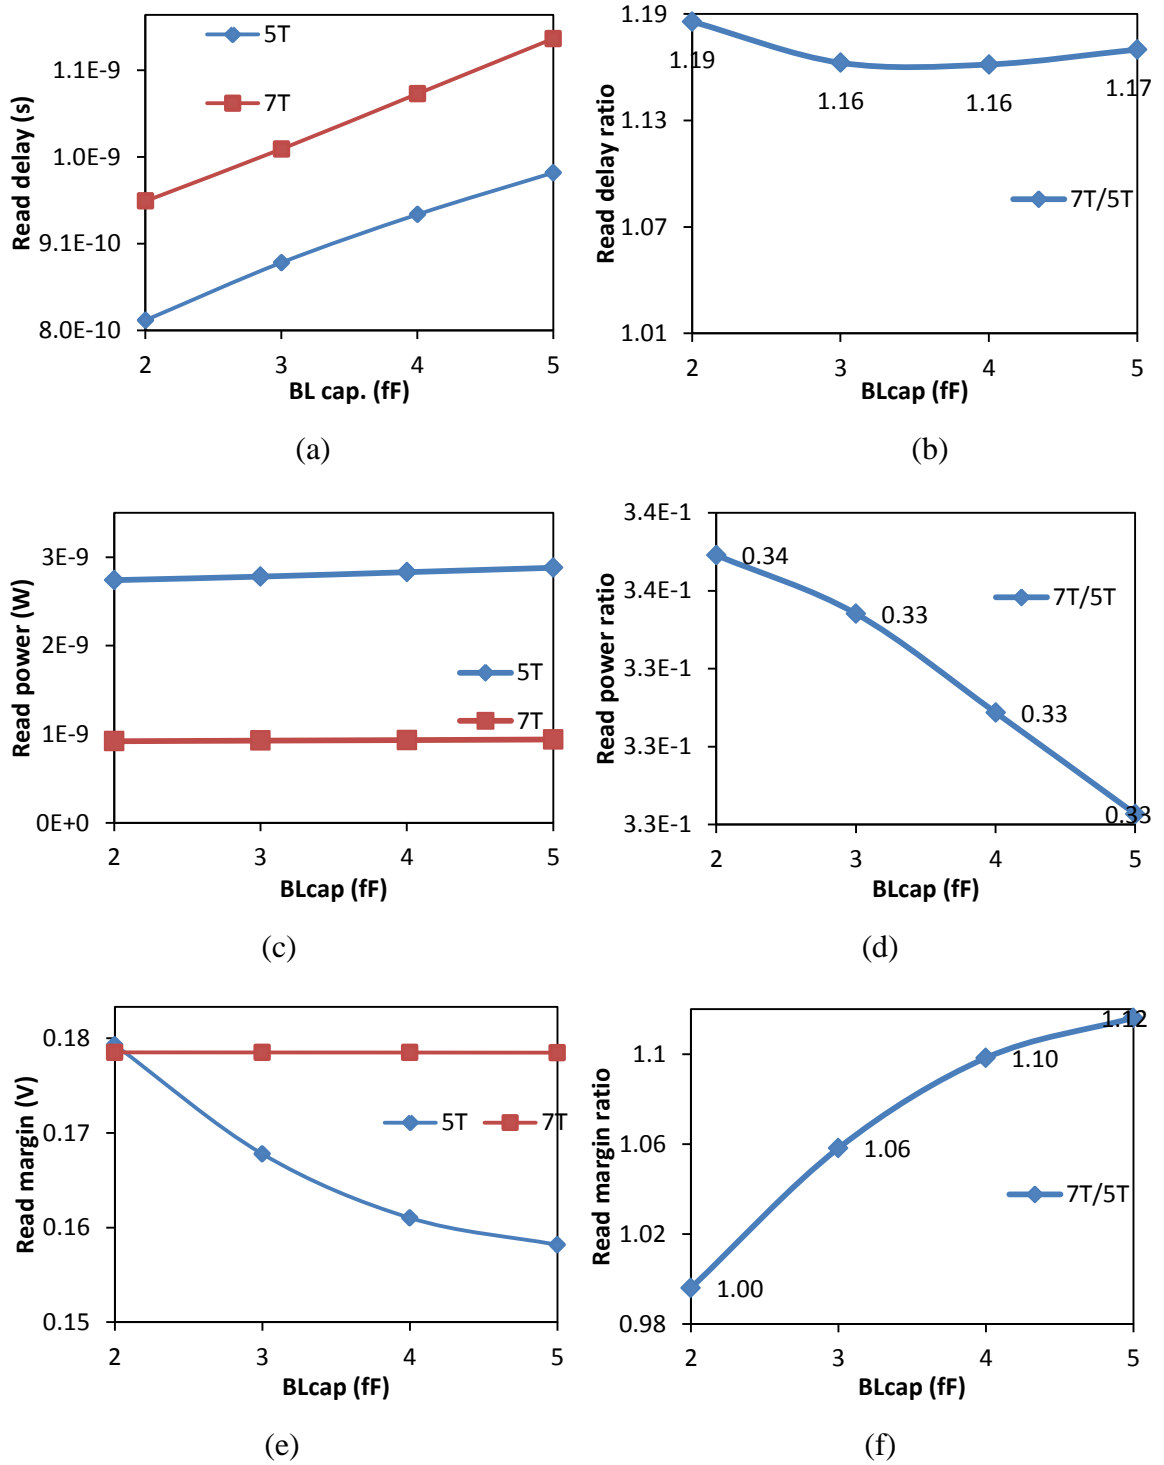 5T
7T
1.1E-9
1.0E-9
9.1E-10
8.0E-10
Read delay (s)
2 3 4 5
BL cap. (fF)
(a)
1.19
1.13
1.07
1.01
Read delay ratio
1.19
1.16
1.16
1.17
7T/5T
2 3 4 5
BLcap (fF)
(b)
3E-9
2E-9
1E-9
0E+0
Read power (W)
5T
7T
2 3 4 5
BLcap (fF)
(c)
3.4E-1
3.4E-1
3.3E-1
3.3E-1
3.3E-1
Read power ratio
0.34
0.33
0.33
0.33
7T/5T
2 3 4 5
BLcap (fF)
(d)
0.18
0.17
0.16
0.15
Read margin (V)
5T 7T
2 3 4 5
BLcap (fF)
(e)
1.1
1.06
1.02
0.98
Read margin ratio
1.00
1.06
1.10
1.12
7T/5T
2 3 4 5
BLcap (fF)
(f)